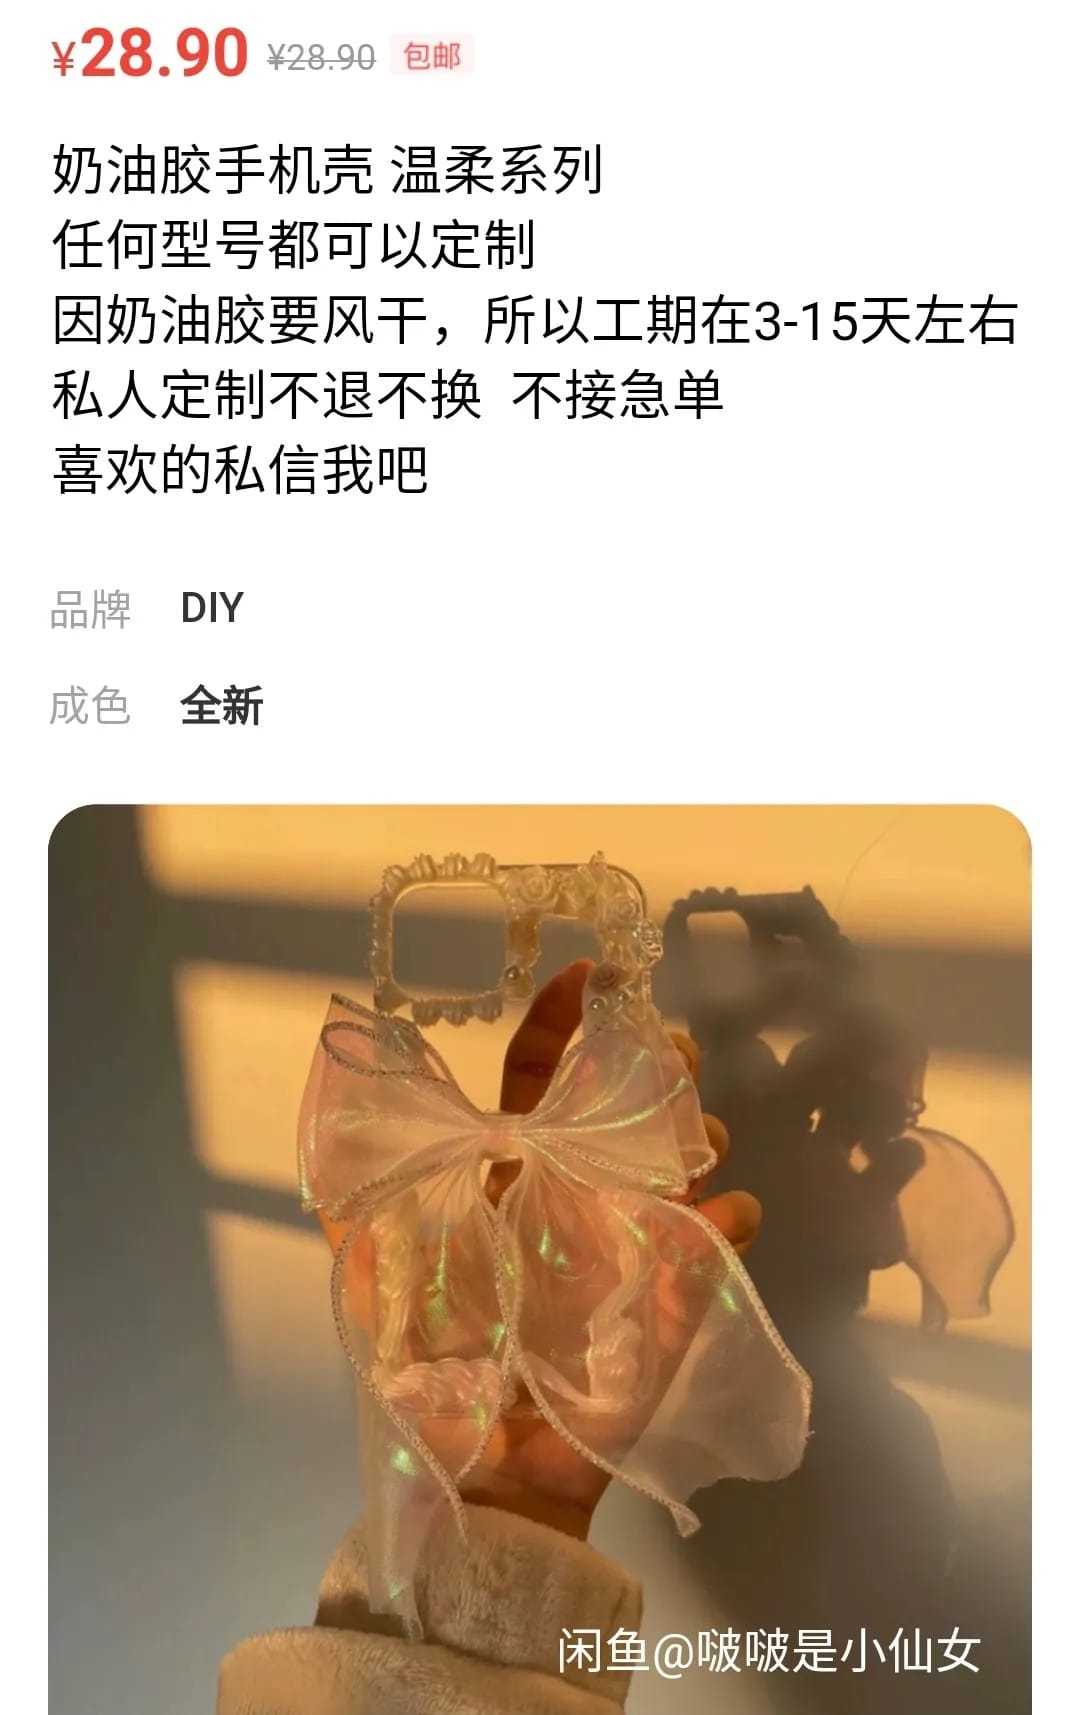 ¥28.90 ¥28.90 包邮
奶油胶手机壳 温柔系列
任何型号都可以定制
因奶油胶要风干，所以工期在3-15天左右
私人定制不退不换 不接急单
喜欢的私信我吧
品牌 DIY
成色 全新
闲鱼@啵啵是小仙女